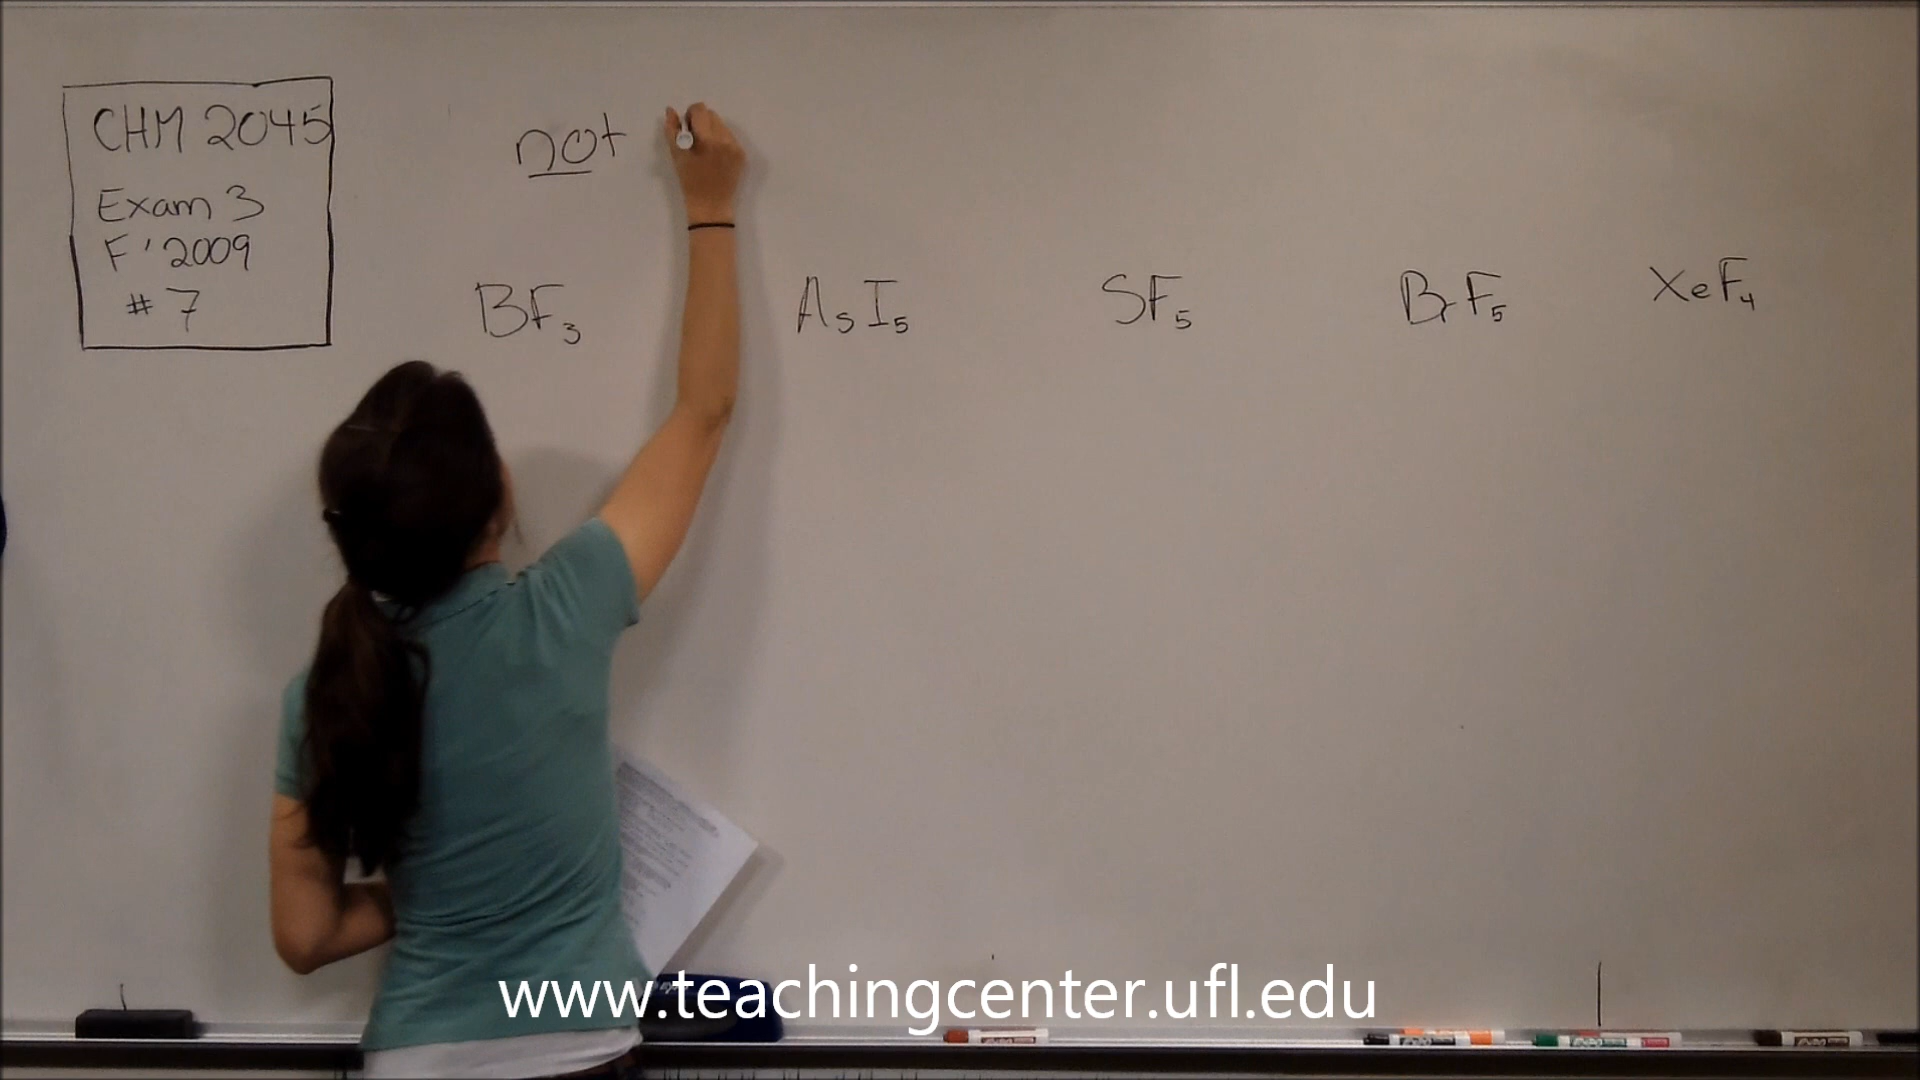 CHM 2045
Exam 3
F '2009
# 7
not
BF₃ AsI₅ SF₅ BrF₅ XeF₄
www.teachingcenter.ufl.edu